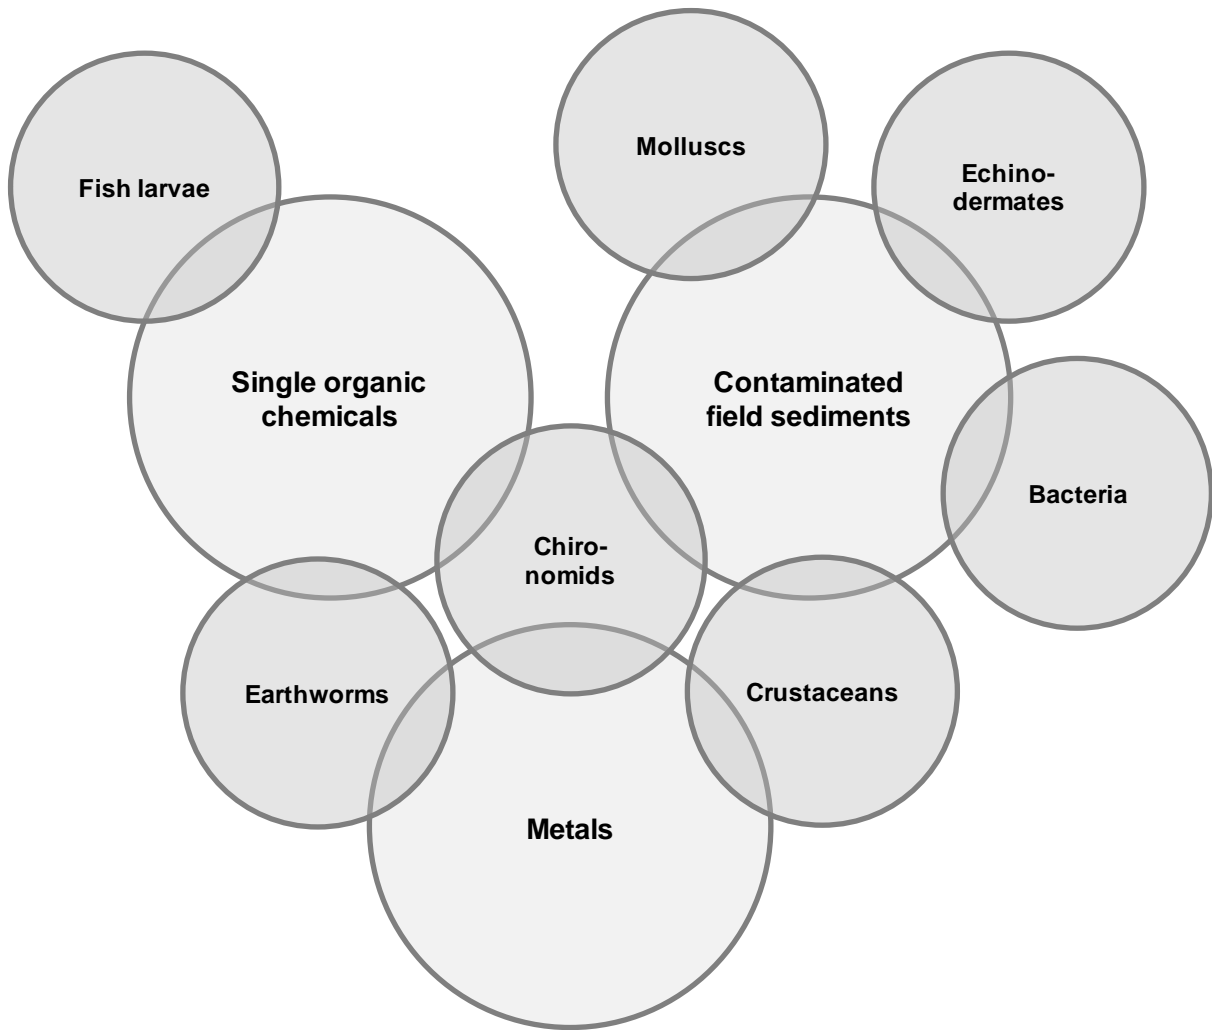 Molluscs
Fish larvae
Echino-
dermates
Single organic
chemicals
Contaminated
field sediments
Bacteria
Chiro-
nomids
Earthworms
Crustaceans
Metals